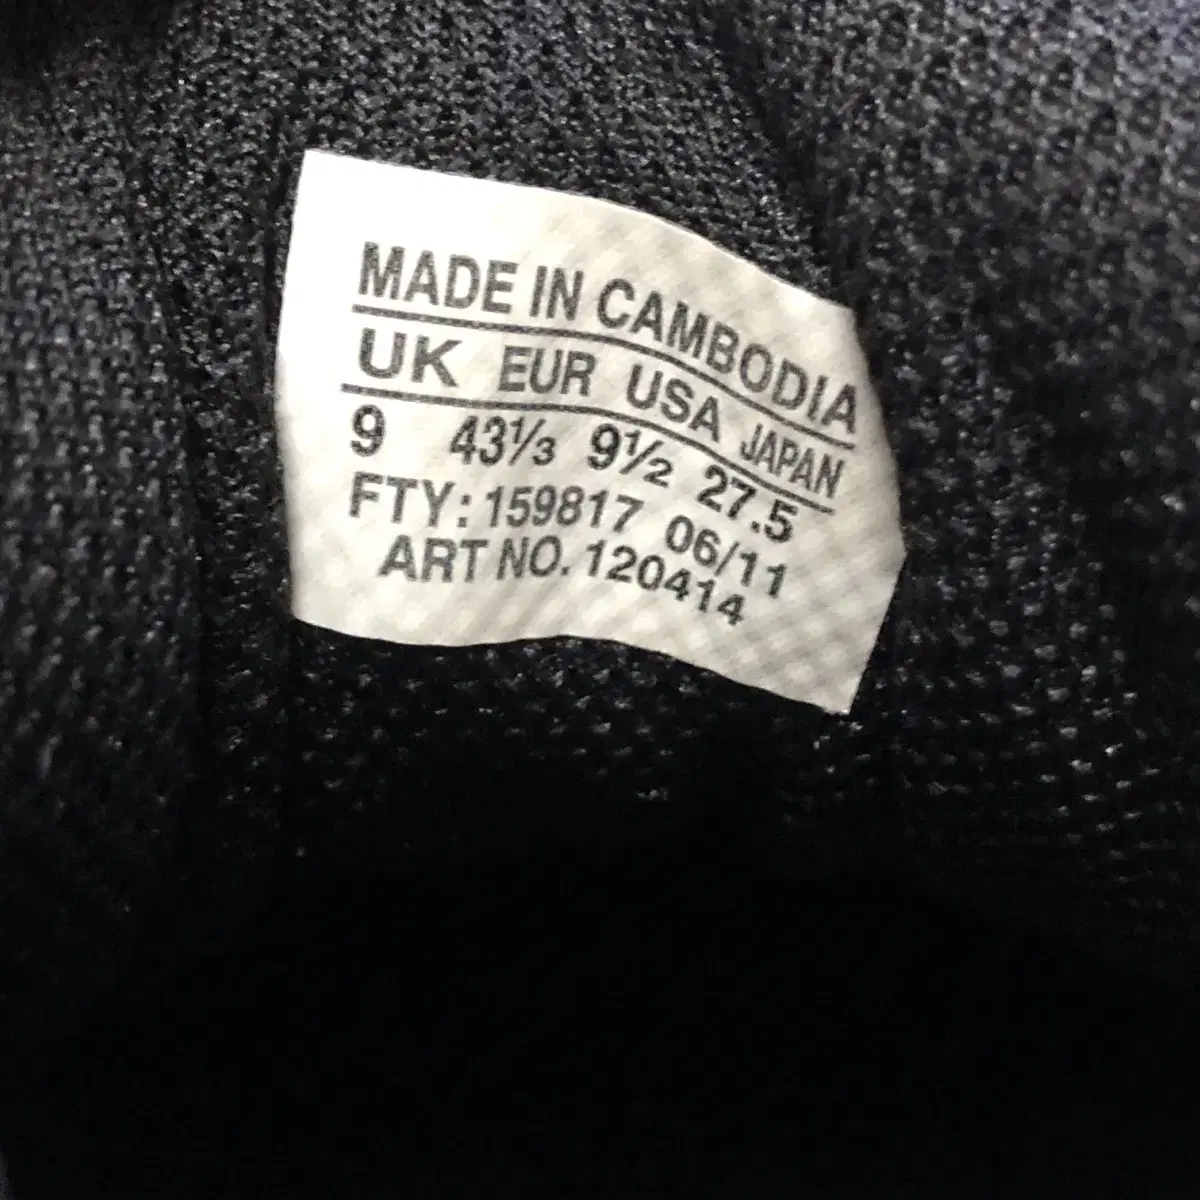 MADE IN CAMBODIA
UK EUR USA JAPAN
9 43⅓ 9½ 27.5
FTY: 159817 06/11
ART NO. 120414